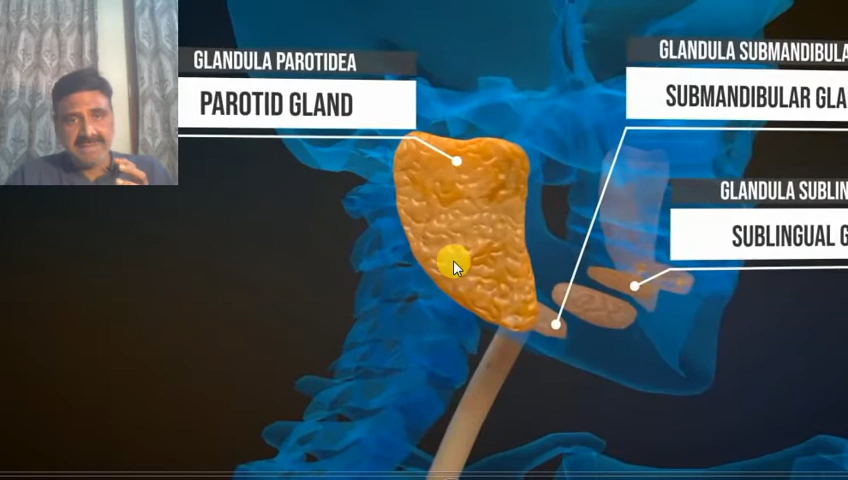 GLANDULA PAROTIDEA
PAROTID GLAND
GLANDULA SUBMANDIBULA
SUBMANDIBULAR GLA
GLANDULA SUBLIN
SUBLINGUAL G